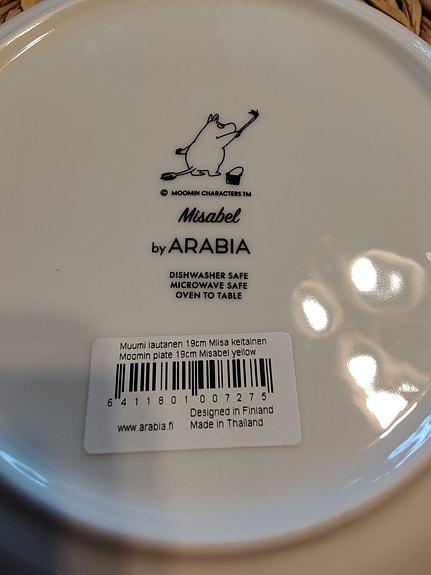 © MOOMIN CHARACTERS TM
Misabel
by ARABIA
DISHWASHER SAFE
MICROWAVE SAFE
OVEN TO TABLE
Muumi lautanen 19cm Miisa keltainen
Moomin plate 19cm Misabel yellow
6 411801 007275
Designed in Finland
www.arabia.fi Made in Thailand